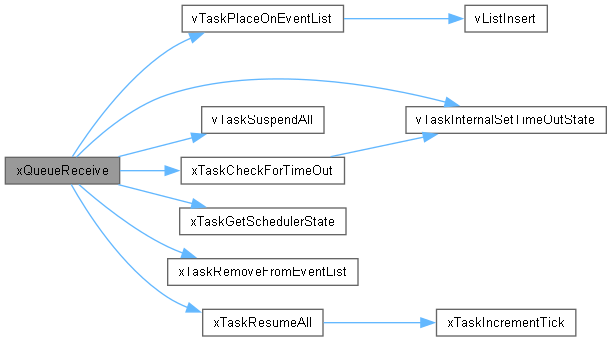 vTaskPlaceOnEventList
vListInsert
vTaskSuspendAll
vTaskInternalSetTimeOutState
xQueueReceive
xTaskCheckForTimeOut
xTaskGetSchedulerState
xTaskRemoveFromEventList
xTaskResumeAll
xTaskIncrementTick